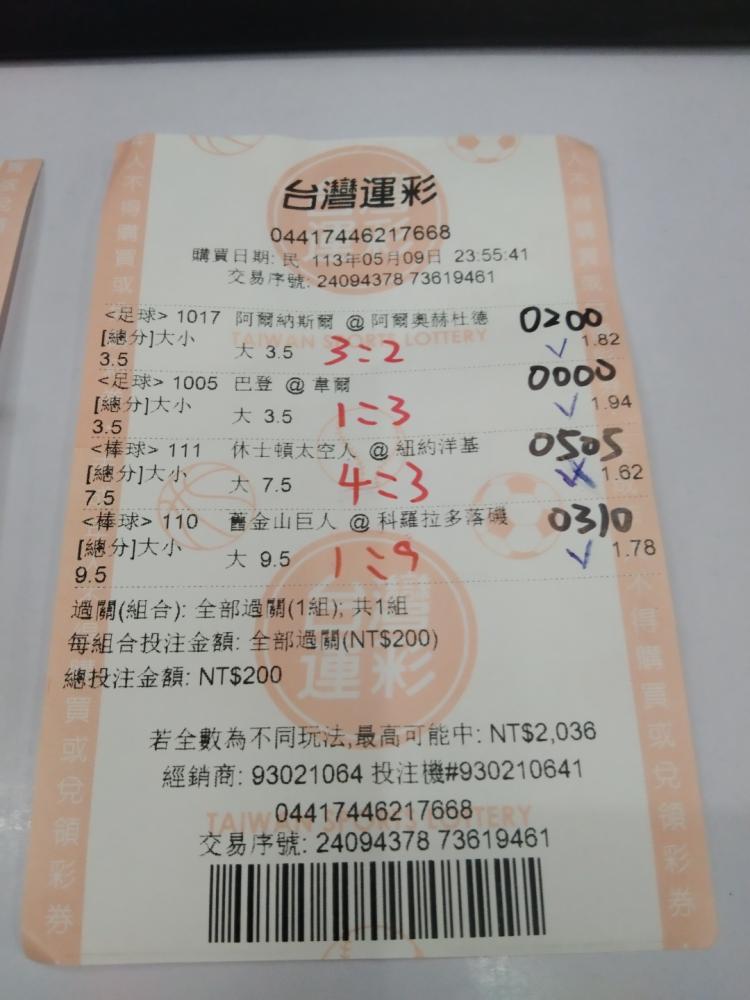 台灣運彩
04417446217668
購買日期: 民 113年05月09日 23:55:41
交易序號: 24094378 73619461
<足球> 1017 阿爾納斯爾 @ 阿爾奧赫杜德 0200
[總分]大小 大 3.5 3:2 1.82
3.5
<足球> 1005 巴登 @ 韋爾 0000
[總分]大小 大 3.5 1:3 1.94
3.5
<棒球> 111 休士頓太空人 @ 紐約洋基 0505
[總分]大小 大 7.5 4:3 1.62
7.5
<棒球> 110 舊金山巨人 @ 科羅拉多落磯 0310
[總分]大小 大 9.5 1:9 1.78
9.5
過關(組合): 全部過關(1組); 共1組
每組合投注金額: 全部過關(NT$200)
總投注金額: NT$200
若全數為不同玩法,最高可能中: NT$2,036
經銷商: 93021064 投注機#930210641
04417446217668
TAIWAN SPORTS LOTTERY
交易序號: 24094378 73619461